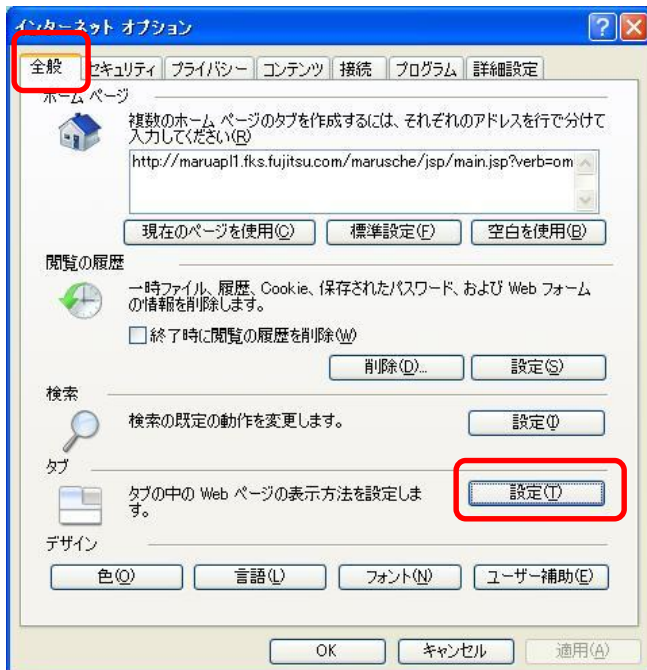 インターネット オプション
全般 セキュリティ プライバシー コンテンツ 接続 プログラム 詳細設定
ホーム ページ
複数のホーム ページのタブを作成するには、それぞれのアドレスを行で分けて
入力してください(R)
http://maruapl1.fks.fujitsu.com/marusche/jsp/main.jsp?verb=om
現在のページを使用(C) 標準設定(F) 空白を使用(B)
閲覧の履歴
一時ファイル、履歴、Cookie、保存されたパスワード、および Web フォーム
の情報を削除します。
終了時に閲覧の履歴を削除(W)
削除(D)... 設定(S)
検索
検索の既定の動作を変更します。
設定(I)
タブ
タブの中の Web ページの表示方法を設定しま
す。
設定(T)
デザイン
色(O) 言語(L) フォント(N) ユーザー補助(E)
OK キャンセル 適用(A)